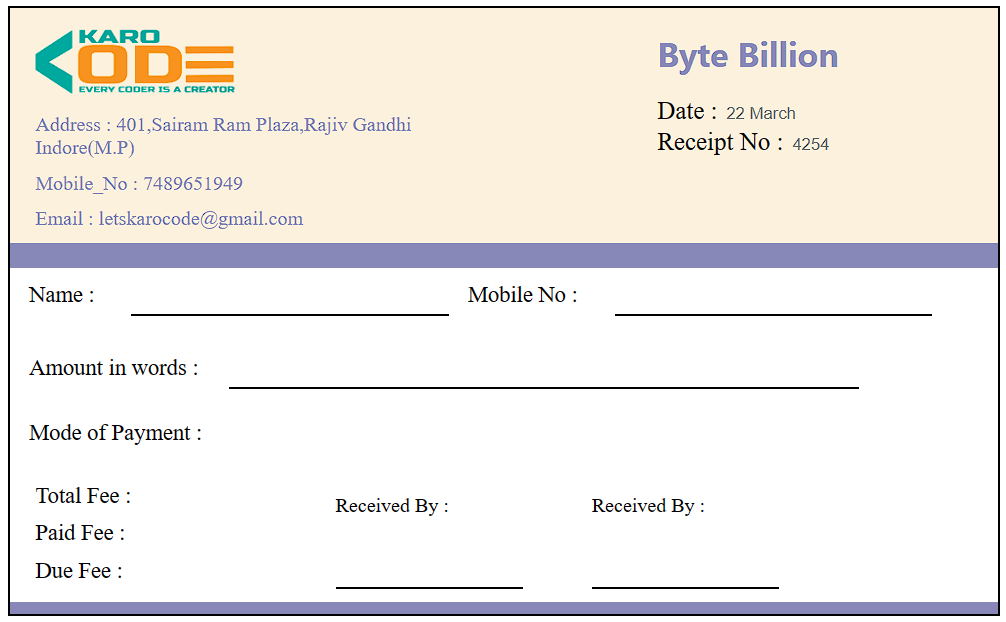 KARO
CODE
EVERY CODER IS A CREATOR
Byte Billion
Address : 401,Sairam Ram Plaza,Rajiv Gandhi
Indore(M.P)
Mobile_No : 7489651949
Email : letskarocode@gmail.com
Date : 22 March
Receipt No : 4254
Name :
Mobile No :
Amount in words :
Mode of Payment :
Total Fee :
Paid Fee :
Due Fee :
Received By :
Received By :